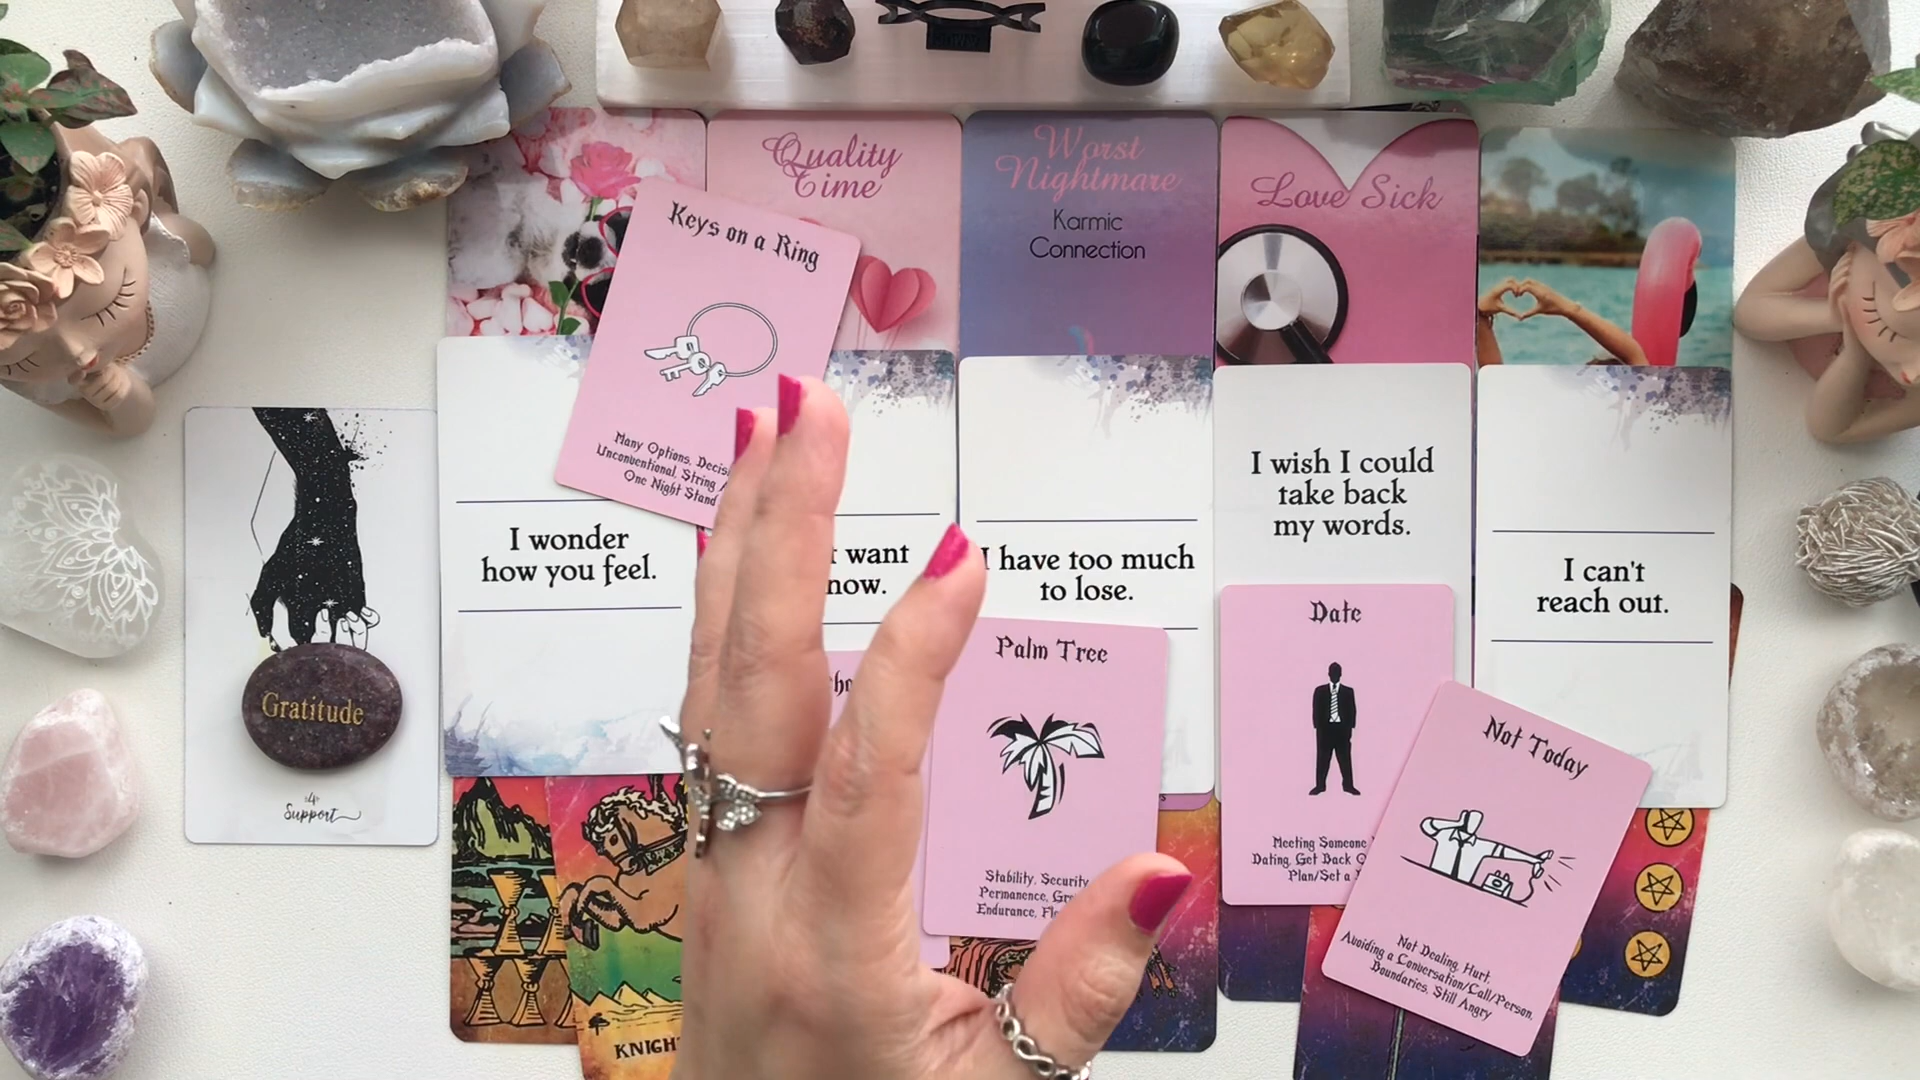 Quality
Time
Worst
Nightmare
Karmic
Connection
Love Sick
Keys on a Ring
Many Options,
Unconventional, String
One Night Stand
I wonder
how you feel.
want
I have too much
to lose.
I wish I could
take back
my words.
I can't
reach out.
Gratitude
4
Support
Palm Tree
Stability, Security
Permanence,
Endurance,
Date
Meeting Someone
Dating, Get Back
Plan/Set a
Not Today
Not Dealing, Hurt,
Avoiding a Conversation/Call/Person,
Boundaries, Still Angry